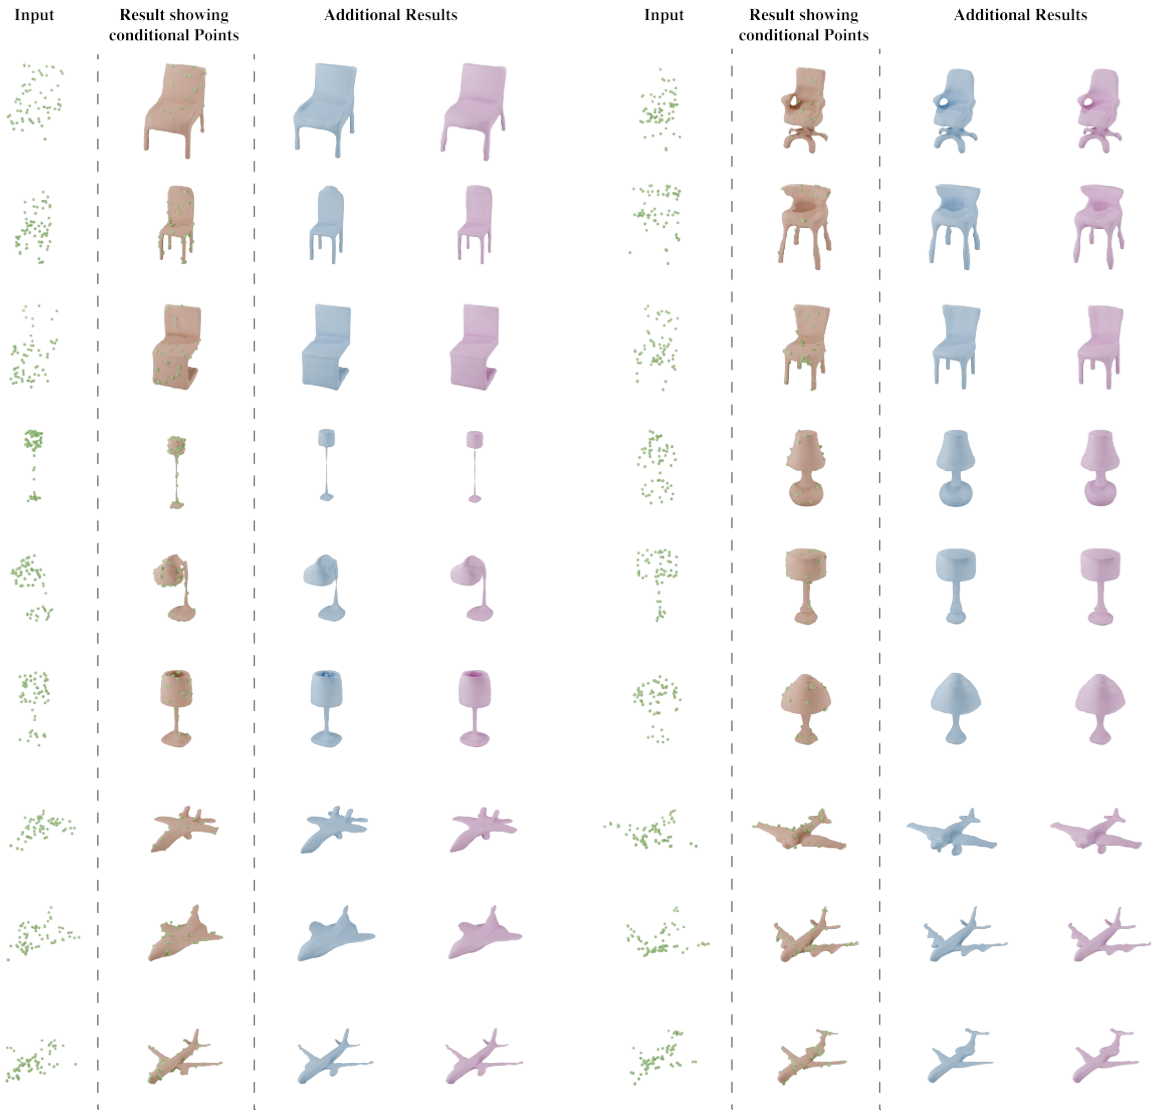 Input
Result showing
conditional Points
Additional Results
Input
Result showing
conditional Points
Additional Results